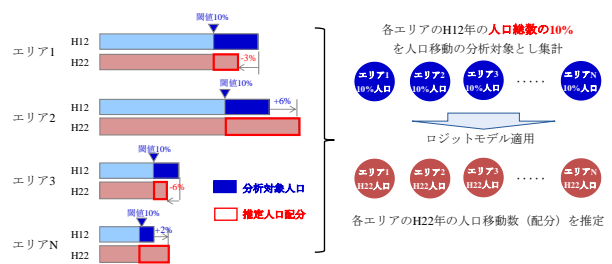 閾値10%
エリア1
H12
H22
-3%
閾値10%
エリア2
H12
H22
+6%
閾値10%
エリア3
H12
H22
-6%
閾値10%
エリアN
H12
H22
+2%
分析対象人口
推定人口配分
各エリアのH12年の人口総数の10%
を人口移動の分析対象とし集計
エリア1
10%人口
エリア2
10%人口
エリア3
10%人口
・・・・・
エリアN
10%人口
ロジットモデル適用
エリア1
H22人口
エリア2
H22人口
エリア3
H22人口
・・・・・
エリアN
H22人口
各エリアのH22年の人口移動数（配分）を推定